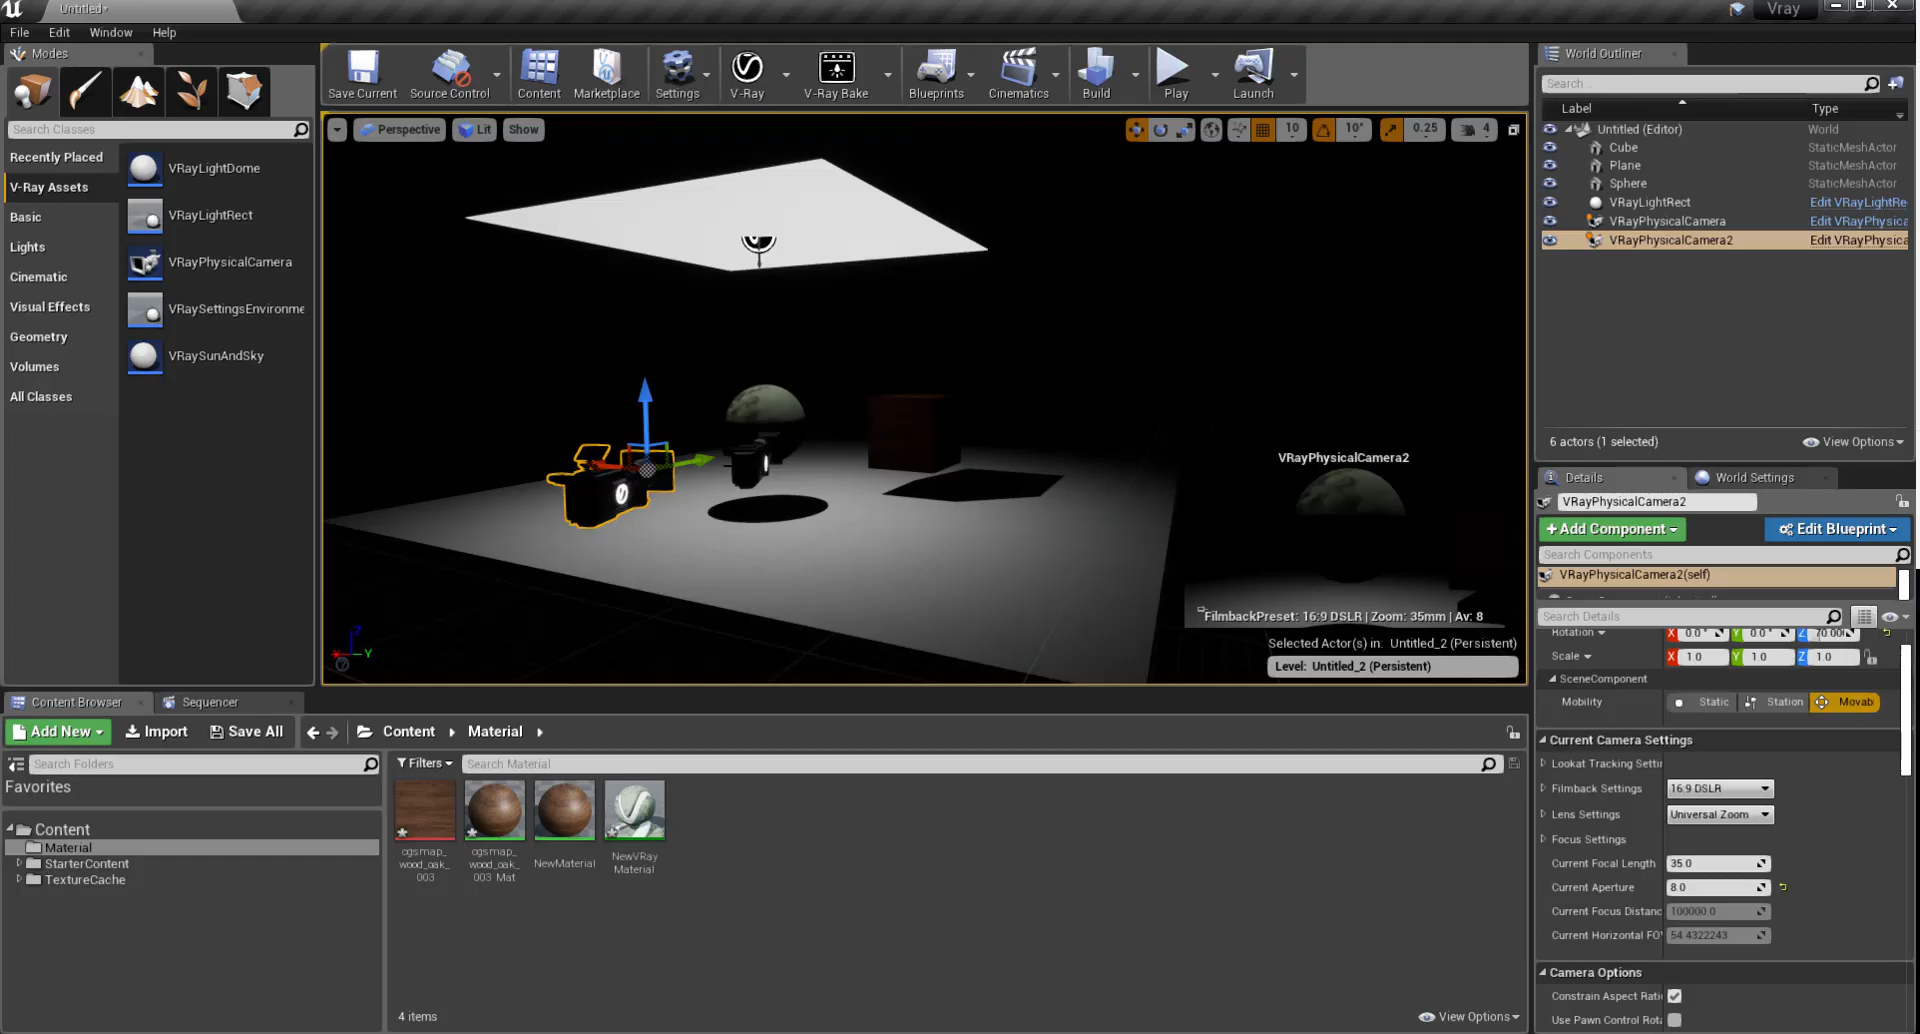 Untitled*
Vray
File Edit Window Help
Modes
Search Classes
Recently Placed
V-Ray Assets
Basic
Lights
Cinematic
Visual Effects
Geometry
Volumes
All Classes
VRayLightDome
VRayLightRect
VRayPhysicalCamera
VRaySettingsEnvironme
VRaySunAndSky
Save Current
Source Control
Content
Marketplace
Settings
V-Ray
V-Ray Bake
Blueprints
Cinematics
Build
Play
Launch
Perspective
Lit
Show
10
10°
0.25
4
VRayPhysicalCamera2
FilmbackPreset: 16:9 DSLR | Zoom: 35mm | Av: 8
Selected Actor(s) in: Untitled_2 (Persistent)
Level: Untitled_2 (Persistent)
Z
X
Y
World Outliner
Search...
Label Type
Untitled (Editor) World
Cube StaticMeshActor
Plane StaticMeshActor
Sphere StaticMeshActor
VRayLightRect Edit VRayLightRe
VRayPhysicalCamera Edit VRayPhysica
VRayPhysicalCamera2 Edit VRayPhysica
6 actors (1 selected)
View Options
Details
World Settings
VRayPhysicalCamera2
+Add Component
Edit Blueprint
Search Components
VRayPhysicalCamera2(self)
Search Details
Rotation X 0.0° Y 0.0° Z 70.00
Scale X 1.0 Y 1.0 Z 1.0
SceneComponent
Mobility Static Station Movab
Current Camera Settings
Lookat Tracking Settin
Filmback Settings 16:9 DSLR
Lens Settings Universal Zoom
Focus Settings
Current Focal Length 35.0
Current Aperture 8.0
Current Focus Distanc 100000.0
Current Horizontal FO 54.4322243
Camera Options
Constrain Aspect Rati
Use Pawn Control Rota
Content Browser
Sequencer
Add New
Import
Save All
Content
Material
Search Folders
Favorites
Content
Material
StarterContent
TextureCache
Filters
Search Material
cgsmap_
wood_oak_
003
cgsmap_
wood_oak_
003_Mat
NewMaterial
NewVRay
Material
4 items
View Options